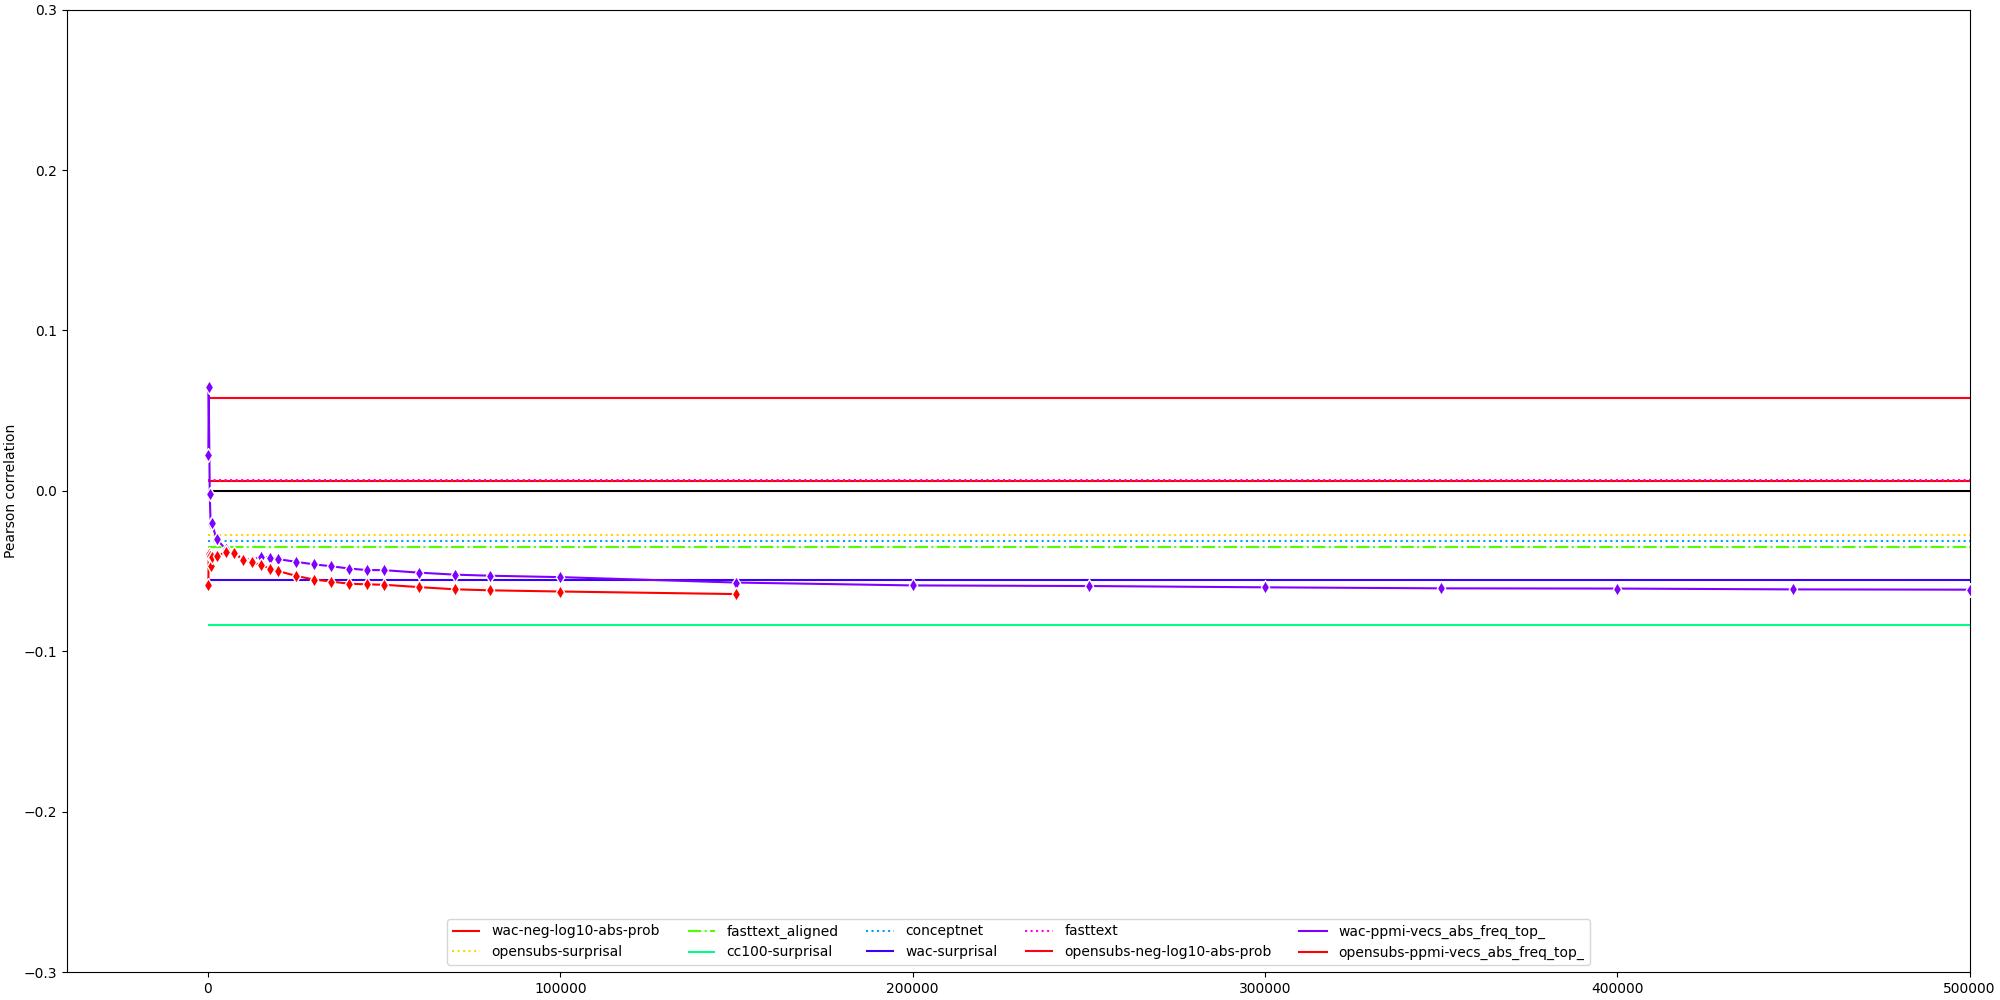 0.3
0.2
0.1
0.0
−0.1
−0.2
−0.3
Pearson correlation
wac-neg-log10-abs-prob
opensubs-surprisal
fasttext_aligned
cc100-surprisal
conceptnet
wac-surprisal
fasttext
opensubs-neg-log10-abs-prob
wac-ppmi-vecs_abs_freq_top_
opensubs-ppmi-vecs_abs_freq_top_
0 100000 200000 300000 400000 500000